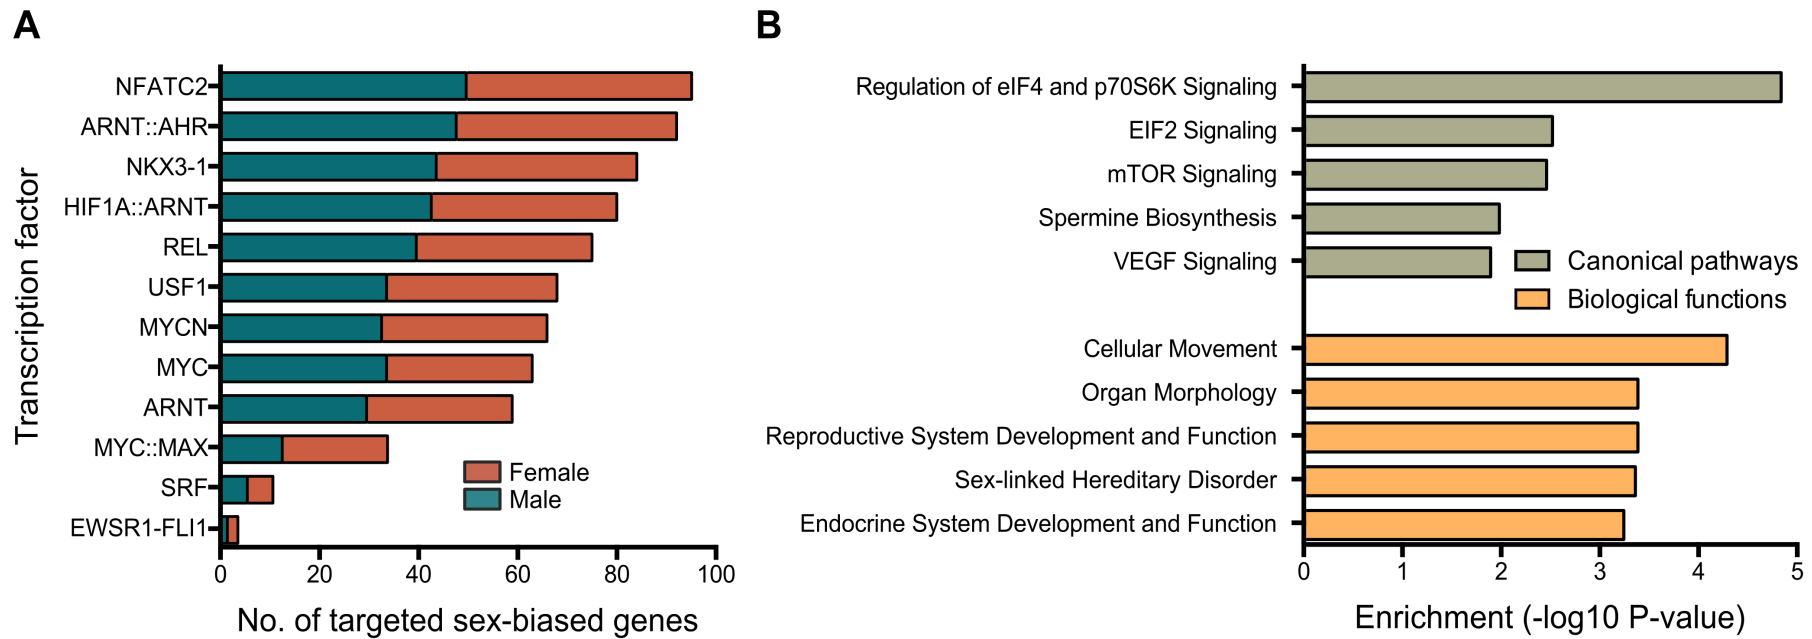 A
Transcription factor
NFATC2
ARNT::AHR
NKX3-1
HIF1A::ARNT
REL
USF1
MYCN
MYC
ARNT
MYC::MAX
SRF
EWSR1-FLI1
Female
Male
0 20 40 60 80 100
No. of targeted sex-biased genes
B
Regulation of eIF4 and p70S6K Signaling
EIF2 Signaling
mTOR Signaling
Spermine Biosynthesis
VEGF Signaling
Canonical pathways
Biological functions
Cellular Movement
Organ Morphology
Reproductive System Development and Function
Sex-linked Hereditary Disorder
Endocrine System Development and Function
0 1 2 3 4 5
Enrichment (-log10 P-value)